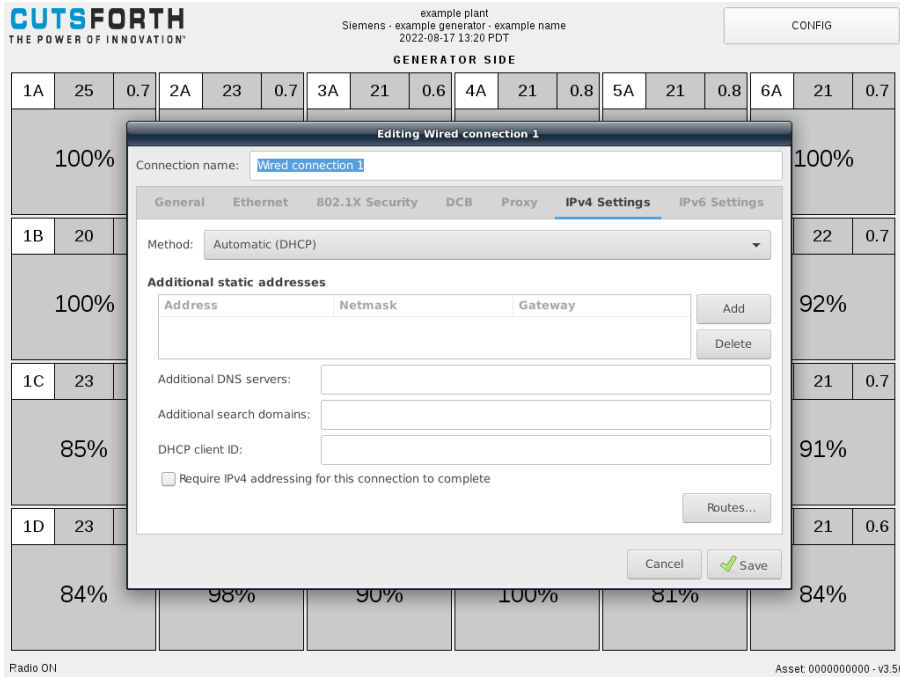 CUTSFORTH
THE POWER OF INNOVATION"
example plant
Siemens - example generator - example name
2022-08-17 13:20 PDT
CONFIG
GENERATOR SIDE
1A 25 0.7 2A 23 0.7 3A 21 0.6 4A 21 0.8 5A 21 0.8 6A 21 0.7
100% 100%
Editing Wired connection 1
Connection name: Wired connection 1
General Ethernet 802.1X Security DCB Proxy IPv4 Settings IPv6 Settings
1B 20 22 0.7
Method: Automatic (DHCP)
Additional static addresses
Address Netmask Gateway
Add
100% 92%
Delete
1C 23 21 0.7
Additional DNS servers:
Additional search domains:
85% 91%
DHCP client ID:
Require IPv4 addressing for this connection to complete
Routes...
1D 23 21 0.6
Cancel Save
84% 98% 90% 100% 81% 84%
Radio ON
Asset: 0000000000 - v3.50